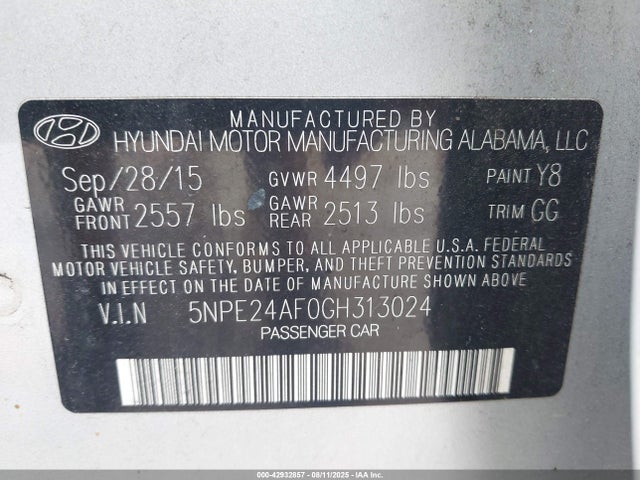 MANUFACTURED BY
HYUNDAI MOTOR MANUFACTURING ALABAMA, LLC
Sep/28/15 GVWR 4497 lbs PAINT Y8
GAWR FRONT 2557 lbs GAWR REAR 2513 lbs TRIM GG
THIS VEHICLE CONFORMS TO ALL APPLICABLE U.S.A. FEDERAL
MOTOR VEHICLE SAFETY, BUMPER, AND THEFT PREVENTION STANDARDS
IN EFFECT ON THE DATE OF MANUFACTURE SHOWN ABOVE
V.I.N 5NPE24AF0GH313024
PASSENGER CAR
000-42932657 - 08/11/2025 - IAAI.COM